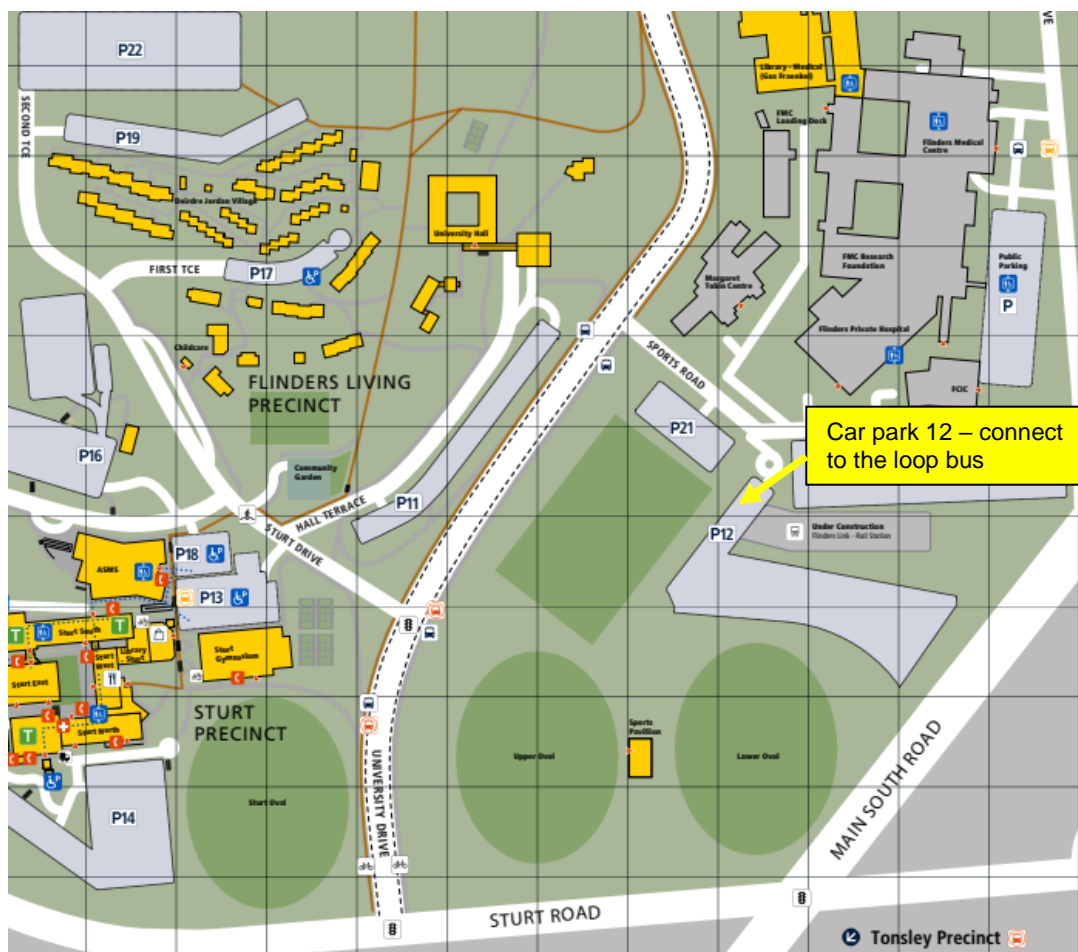 P22
SECOND TCE
P19
Deirdre Jordan Village
FIRST TCE
P17
University Hall
Childcare
FLINDERS LIVING
PRECINCT
P16
Community
Garden
HALL TERRACE
P11
STURT DRIVE
P18
P13
ASMS
T
Sturt South
T
Library
- Sturt
Sturt
West
Sturt East
Sturt
Gymnasium
T
Sturt North
STURT
PRECINCT
P14
Sturt Oval
UNIVERSITY DRIVE
Upper Oval
Sports
Pavilion
Lower Oval
STURT ROAD
MAIN SOUTH ROAD
Tonsley Precinct
Library - Medical
(Gus Fraenkel)
FMC
Loading Dock
Flinders Medical
Centre
VE
FMC Research
Foundation
Public
Parking
P
Margaret
Tobin Centre
Flinders Private Hospital
FCIC
SPORTS ROAD
P21
Car park 12 – connect
to the loop bus
P12
Under Construction
Flinders Link - Rail Station